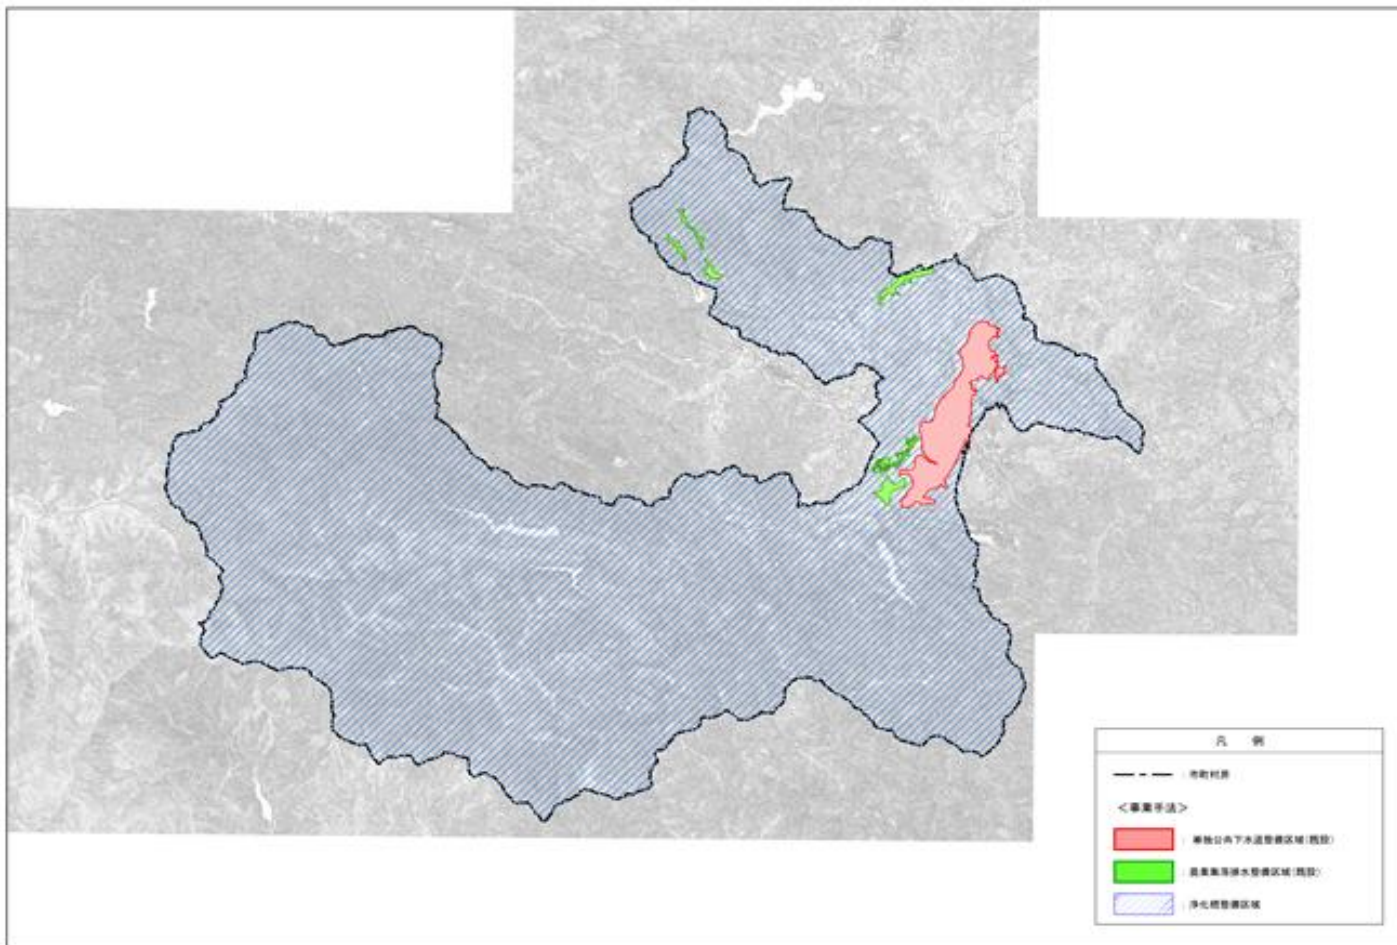 凡 例
: 市町村界
<事業手法>
: 単独公共下水道整備区域(既設)
: 農業集落排水整備区域(既設)
: 浄化槽整備区域